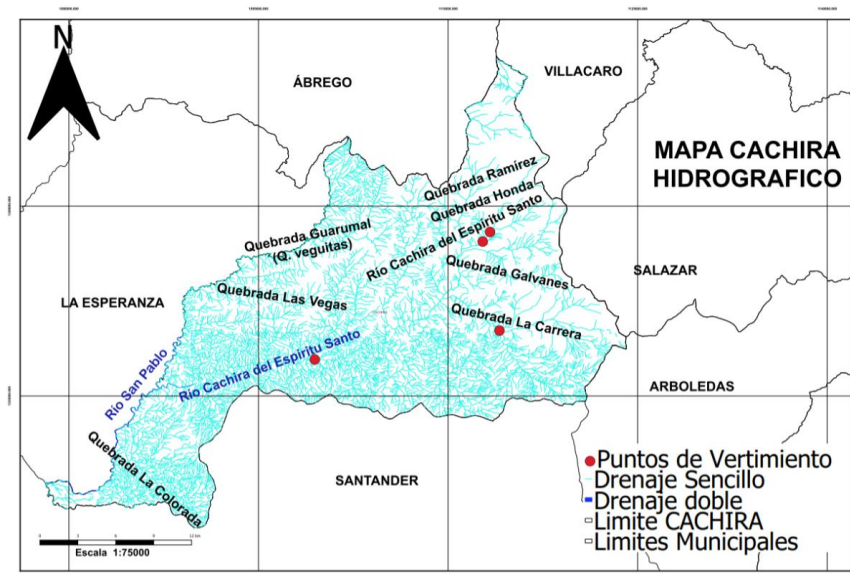 N
ÁBREGO
VILLACARO
MAPA CACHIRA
HIDROGRAFICO
Quebrada Ramírez
Quebrada Honda
Río Cachira del Espíritu Santo
Quebrada Guarumal
(Q. veguitas)
Quebrada Galvanes
SALAZAR
LA ESPERANZA
Quebrada Las Vegas
Quebrada La Carrera
Río Cachira del Espíritu Santo
Río San Pablo
ARBOLEDAS
Quebrada La Colorada
SANTANDER
Puntos de Vertimiento
Drenaje Sencillo
Drenaje doble
Limite CACHIRA
Limites Municipales
Escala 1:75000